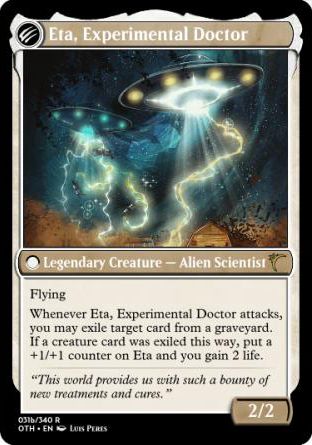 Eta, Experimental Doctor
Legendary Creature — Alien Scientist
Flying
Whenever Eta, Experimental Doctor attacks,
you may exile target card from a graveyard.
If a creature card was exiled this way, put a
+1/+1 counter on Eta and you gain 2 life.
“This world provides us with such a bounty of
new treatments and cures.”
2/2
031b/340 R
OTH • EN Luis Peres